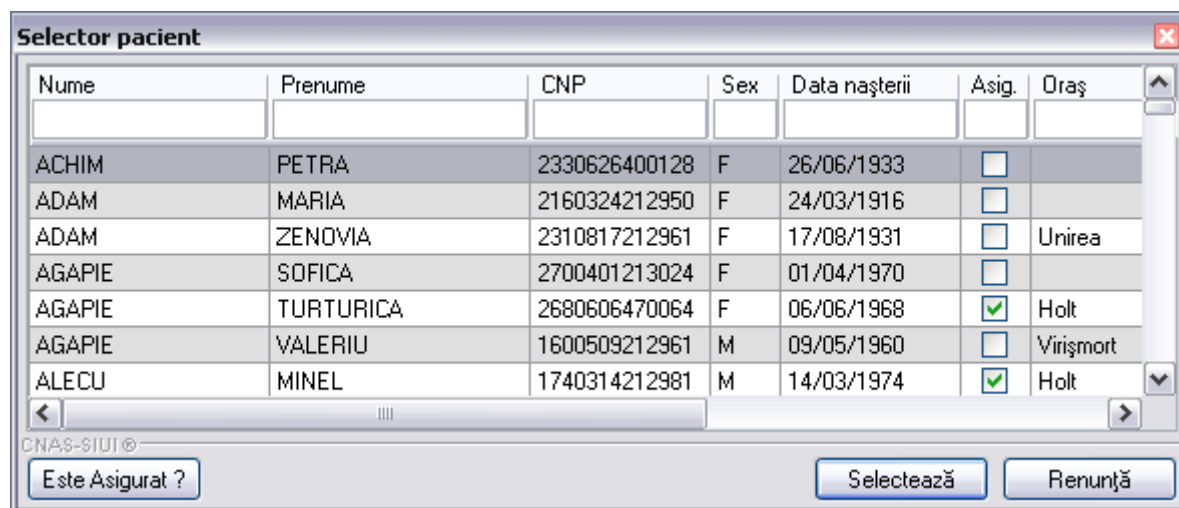 Selector pacient
Nume Prenume CNP Sex Data naşterii Asig. Oraş
ACHIM PETRA 2330626400128 F 26/06/1933
ADAM MARIA 2160324212950 F 24/03/1916
ADAM ZENOVIA 2310817212961 F 17/08/1931 Unirea
AGAPIE SOFICA 2700401213024 F 01/04/1970
AGAPIE TURTURICA 2680606470064 F 06/06/1968 Holt
AGAPIE VALERIU 1600509212961 M 09/05/1960 Virişmort
ALECU MINEL 1740314212981 M 14/03/1974 Holt
CNAS-SIUI®
Este Asigurat ? Selectează Renunţă